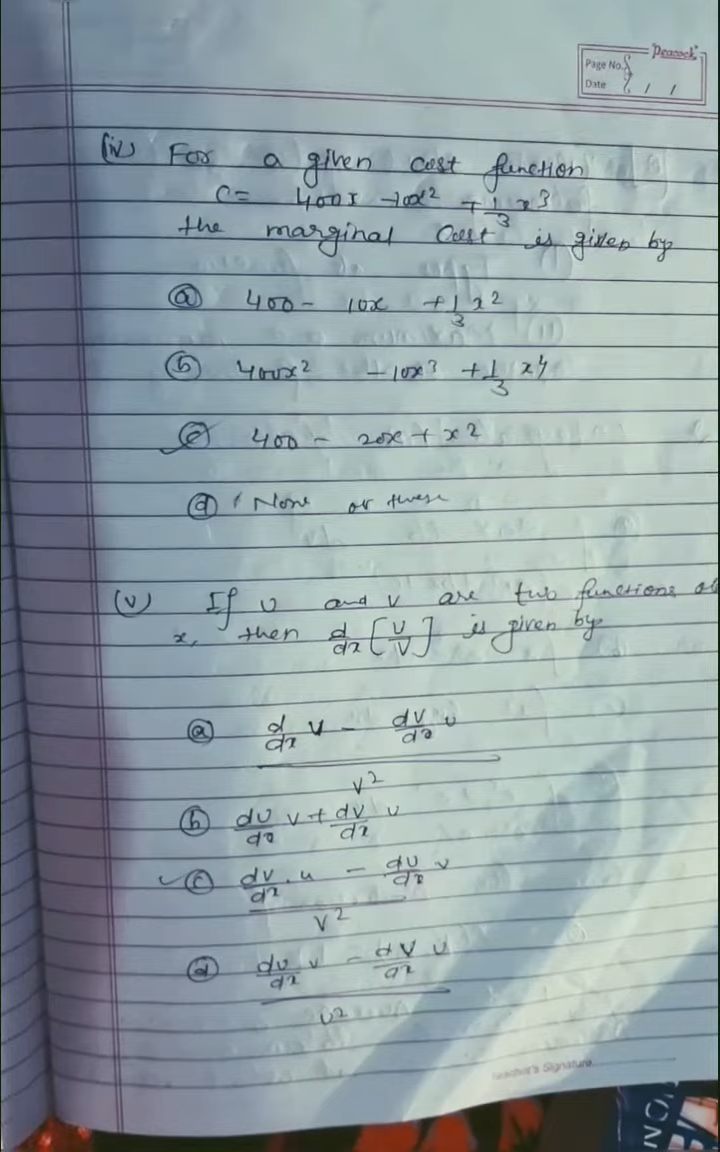 Peacock
Page No.
Date / /
(iv) For a given cost function
C = 400x - 10x² + 1/3 x³
the marginal cost is given by
(a) 400 - 10x + 1/3 x²
(b) 400x² - 10x³ + 1/3 x⁴
(c) 400 - 20x + x²
(d) None of these
(v) If u and v are two functions of
x, then d/dx [u/v] is given by
(a) d/dx v - dv/dx u
v²
(b) du/dx v + dv/dx u
(c) dv/dx . u - du/dx v
v²
(d) du/dx v - dv/dx u
u²
Teacher's Signature